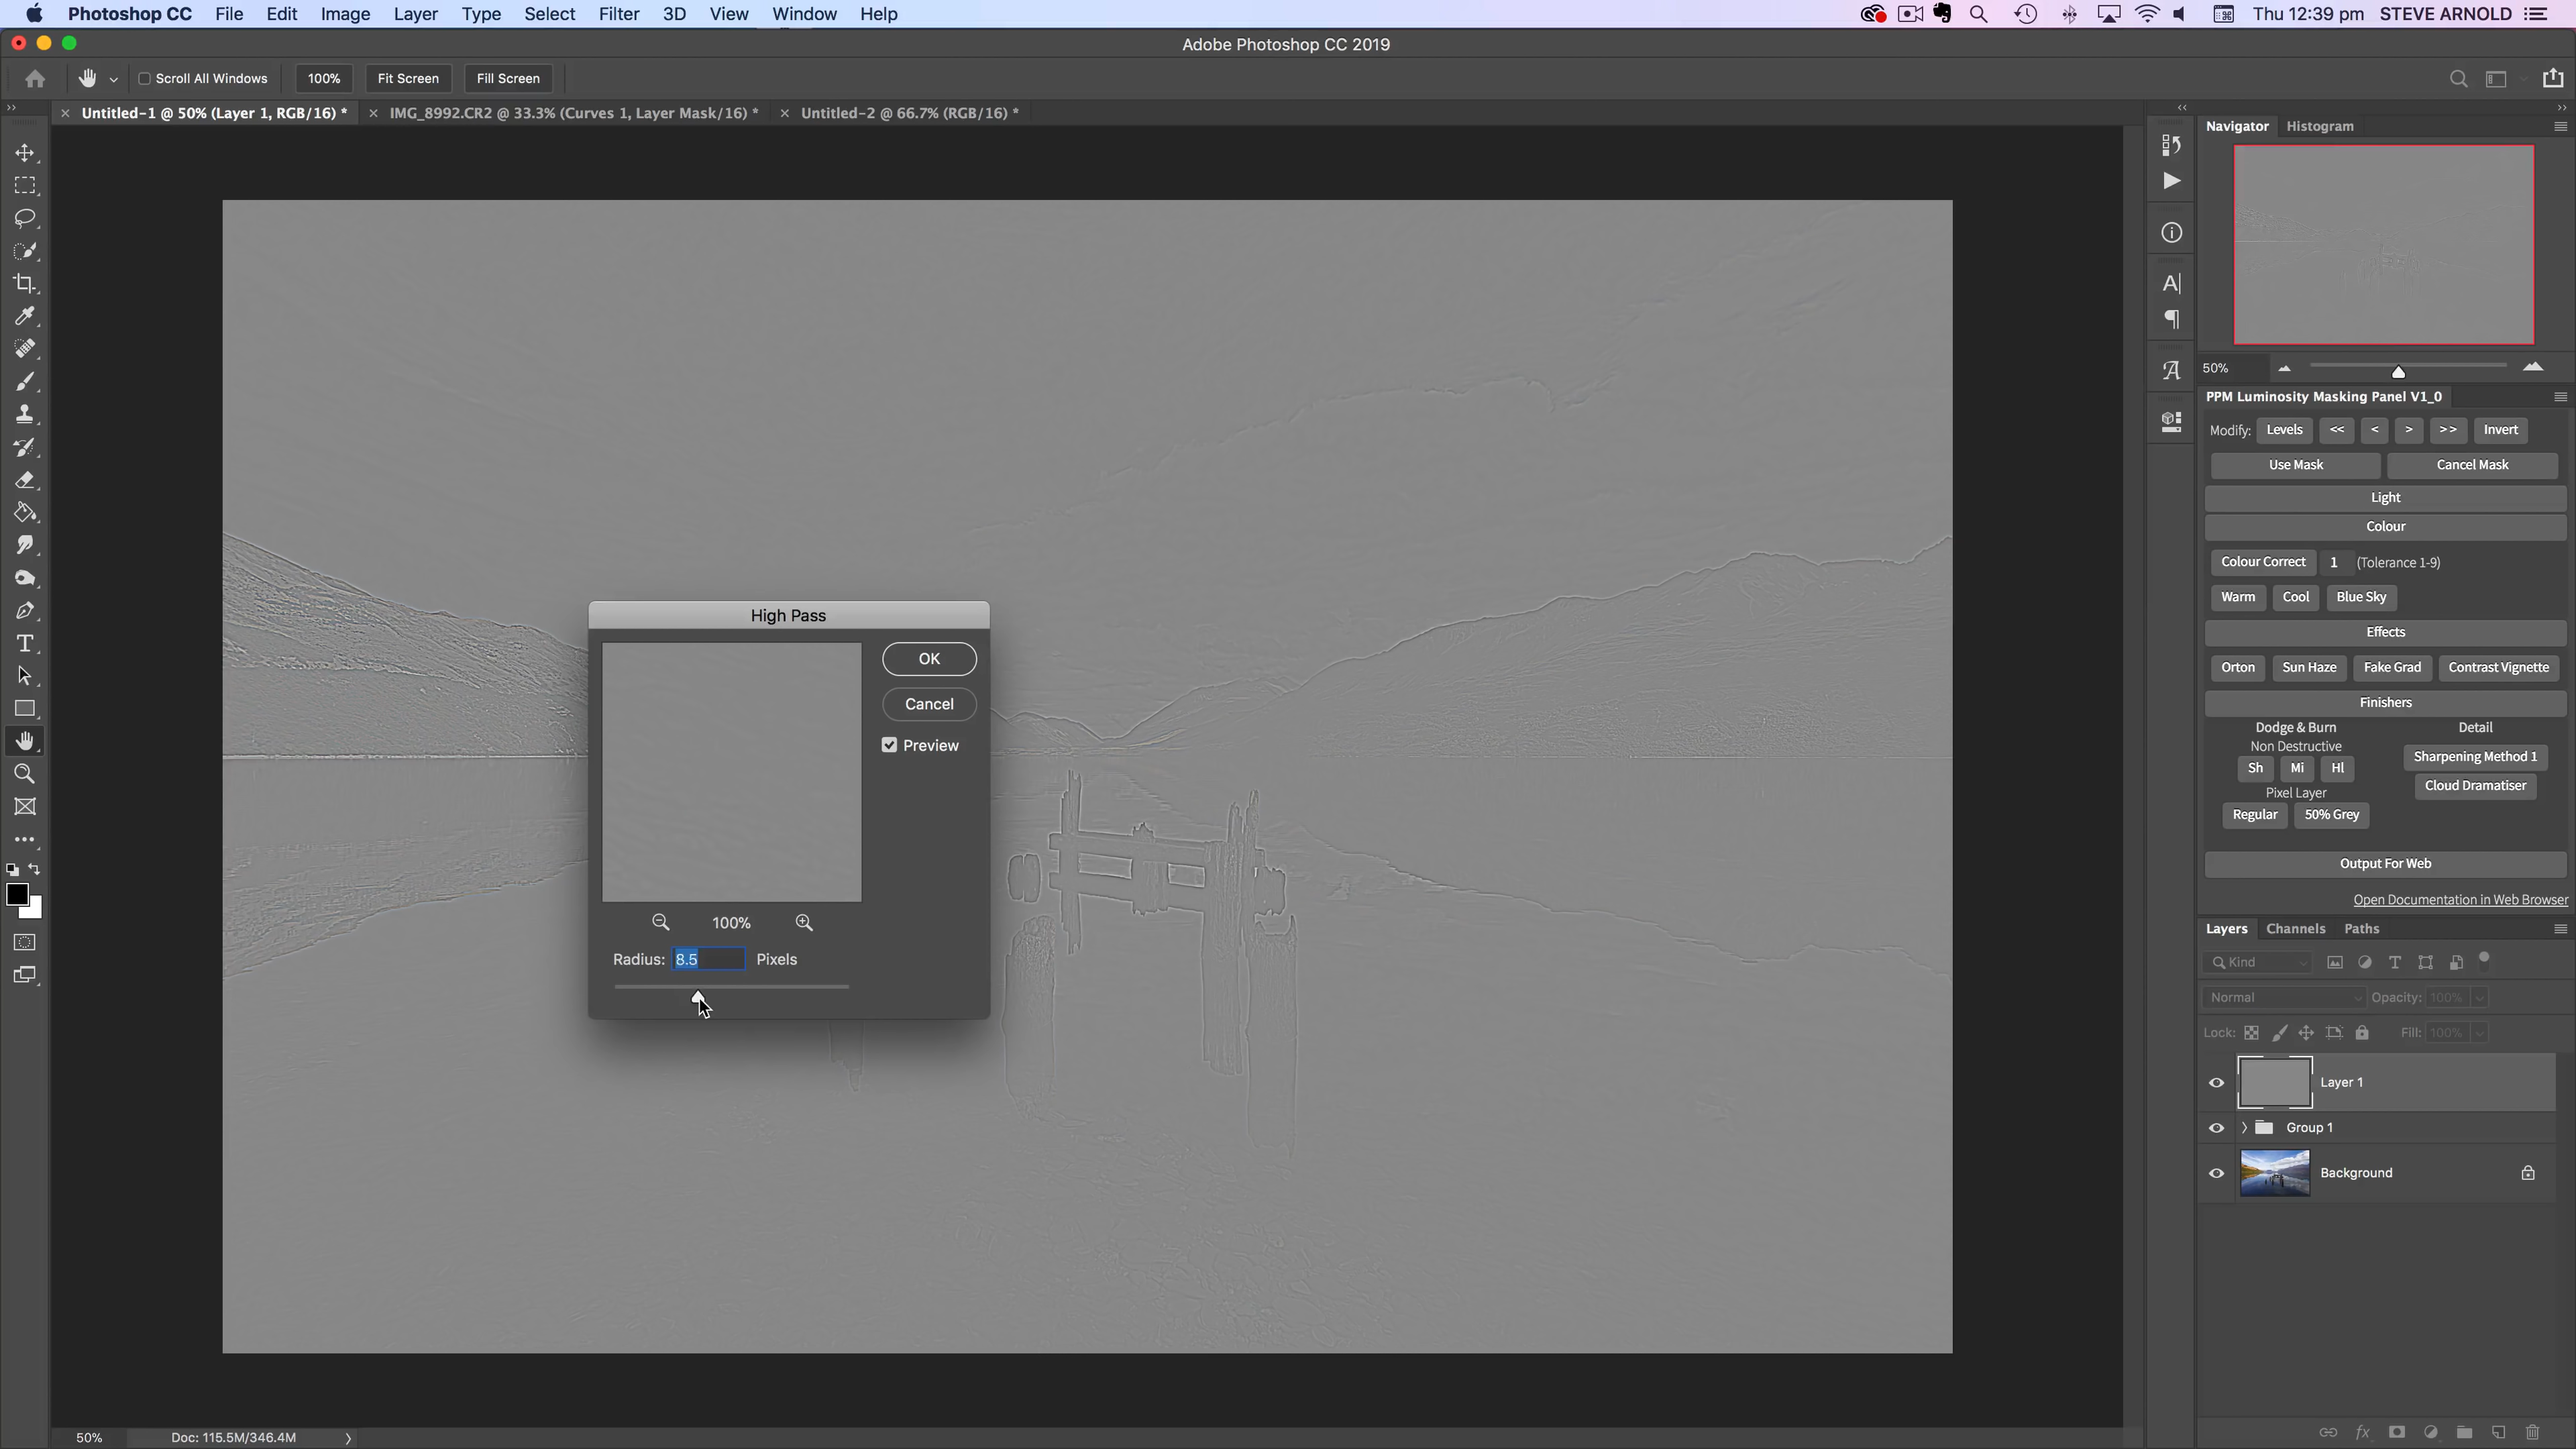 Photoshop CC File Edit Image Layer Type Select Filter 3D View Window Help Thu 12:39 pm STEVE ARNOLD
Adobe Photoshop CC 2019
Scroll All Windows 100% Fit Screen Fill Screen
Untitled-1 @ 50% (Layer 1, RGB/16) * IMG_8992.CR2 @ 33.3% (Curves 1, Layer Mask/16) * Untitled-2 @ 66.7% (RGB/16) *
Navigator Histogram
50%
PPM Luminosity Masking Panel V1_0
Modify: Levels << < > >> Invert
Use Mask Cancel Mask
Light
Colour
Colour Correct 1 (Tolerance 1-9)
Warm Cool Blue Sky
Effects
Orton Sun Haze Fake Grad Contrast Vignette
Finishers
Dodge & Burn Detail
Non Destructive
Sharpening Method 1
Sh Mi Hl
Cloud Dramatiser
Pixel Layer
Regular 50% Grey
Output For Web
Open Documentation in Web Browser
Layers Channels Paths
Kind
Normal Opacity: 100%
Lock: Fill: 100%
Layer 1
Group 1
Background
High Pass
OK
Cancel
Preview
100%
Radius: 8.5 Pixels
50% Doc: 115.5M/346.4M